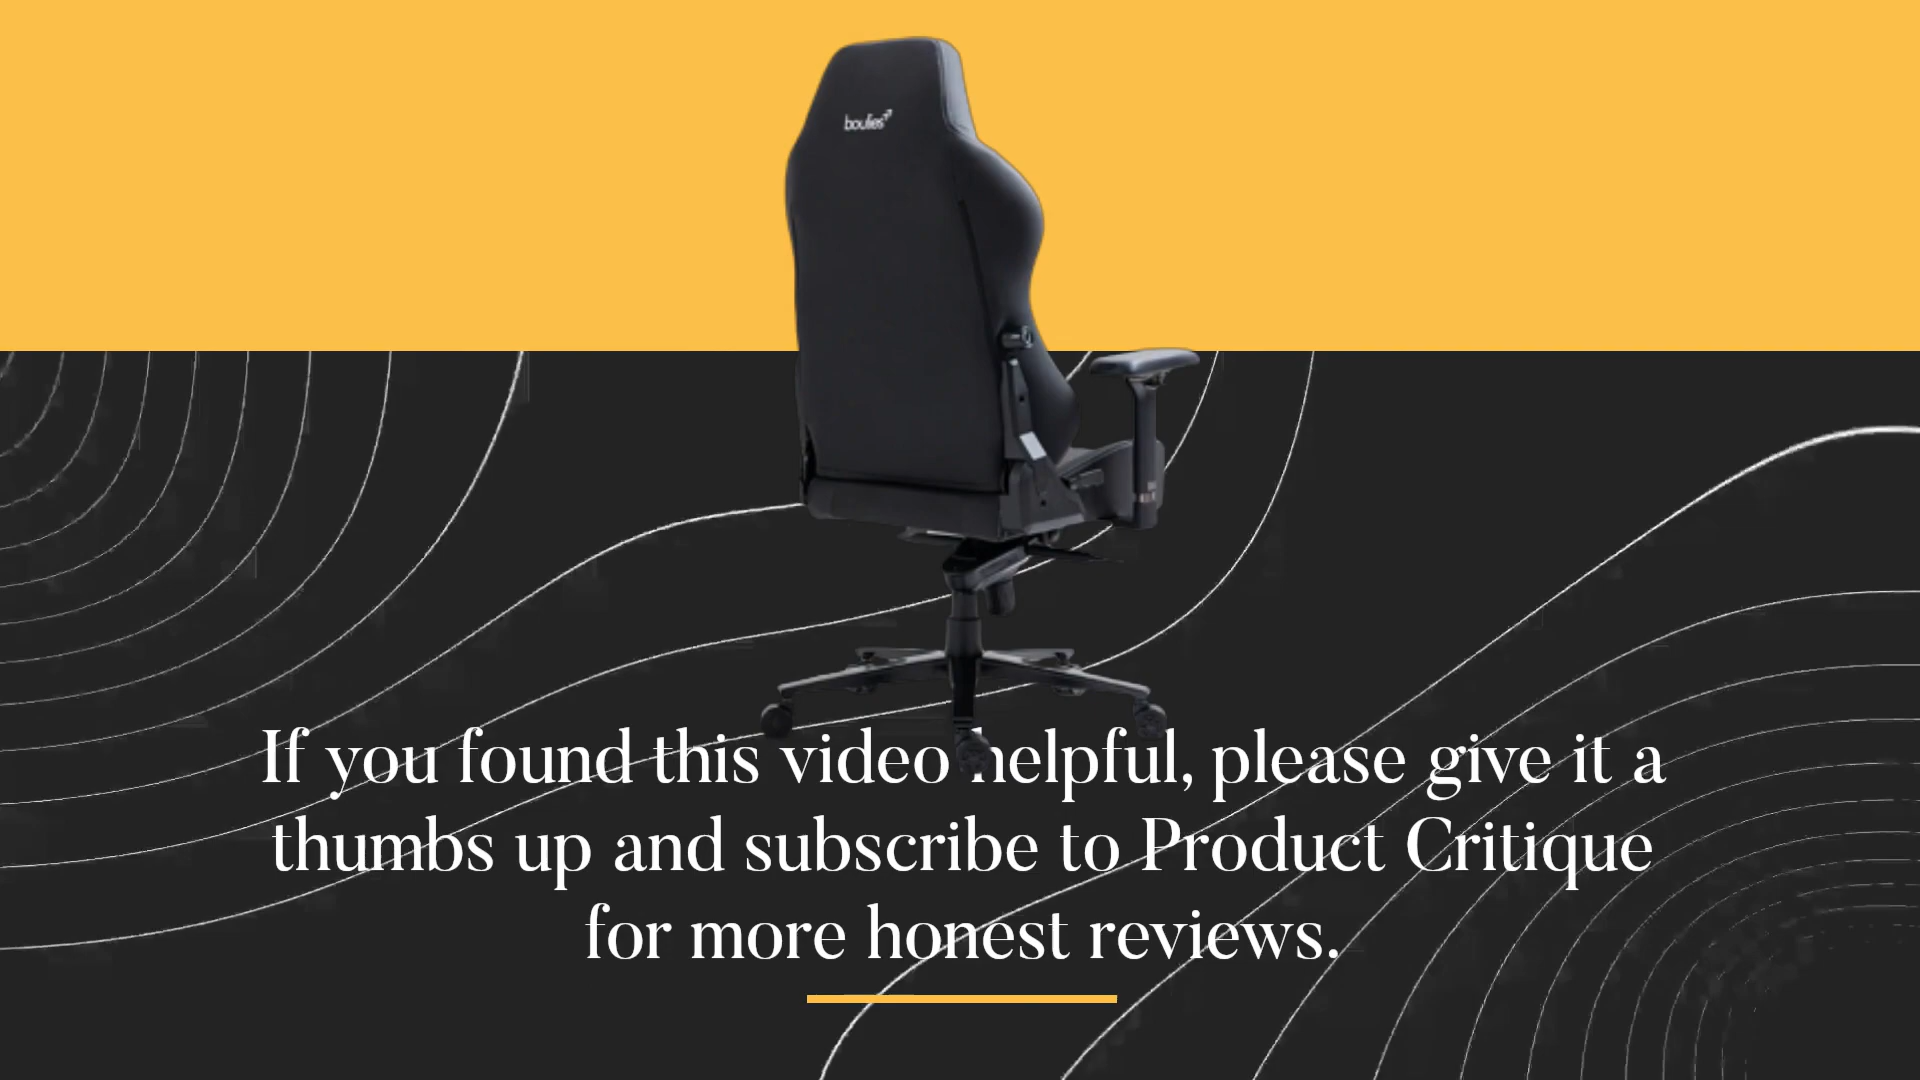 boulies
If you found this video helpful, please give it a
thumbs up and subscribe to Product Critique
for more honest reviews.